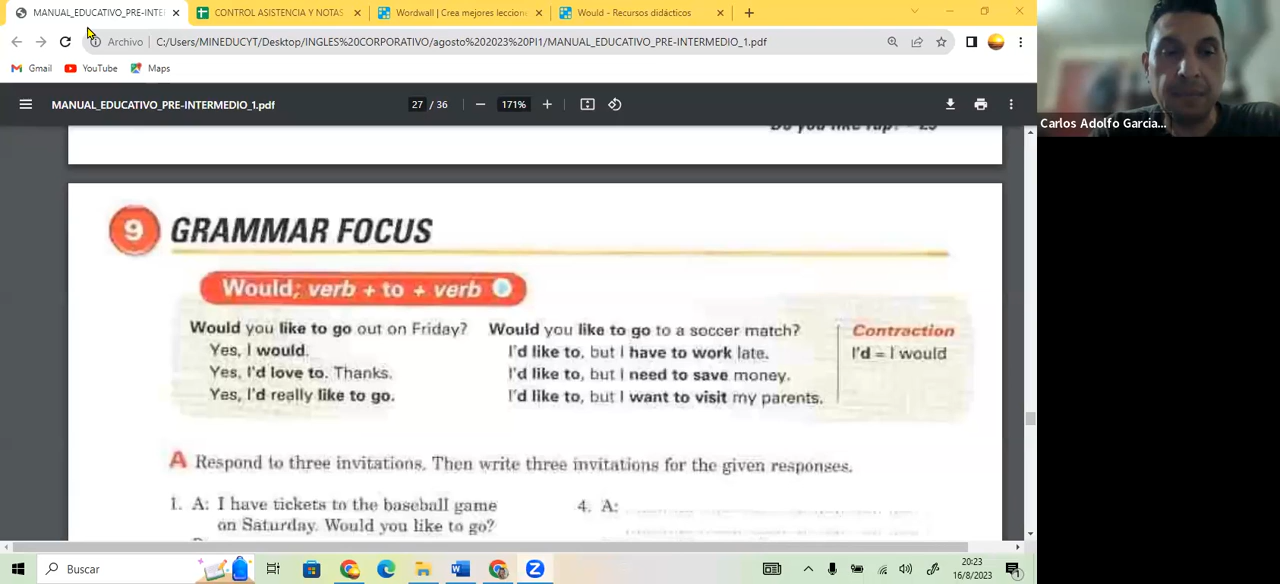 MANUAL_EDUCATIVO_PRE-INTER
CONTROL ASISTENCIA Y NOTAS
Wordwall | Crea mejores leccione
Would - Recursos didácticos
Archivo
C:/Users/MINEDUCYT/Desktop/INGLES%20CORPORATIVO/agosto%202023%20PI1/MANUAL_EDUCATIVO_PRE-INTERMEDIO_1.pdf
Gmail
YouTube
Maps
Carlos Adolfo Garcia...
MANUAL_EDUCATIVO_PRE-INTERMEDIO_1.pdf
27 / 36
171%
9 GRAMMAR FOCUS
Would; verb + to + verb
Would you like to go out on Friday?
Yes, I would.
Yes, I'd love to. Thanks.
Yes, I'd really like to go.
Would you like to go to a soccer match?
I'd like to, but I have to work late.
I'd like to, but I need to save money.
I'd like to, but I want to visit my parents.
Contraction
I'd = I would
A Respond to three invitations. Then write three invitations for the given responses.
1. A: I have tickets to the baseball game
on Saturday. Would you like to go?
4. A:
Buscar
20:23
16/8/2023